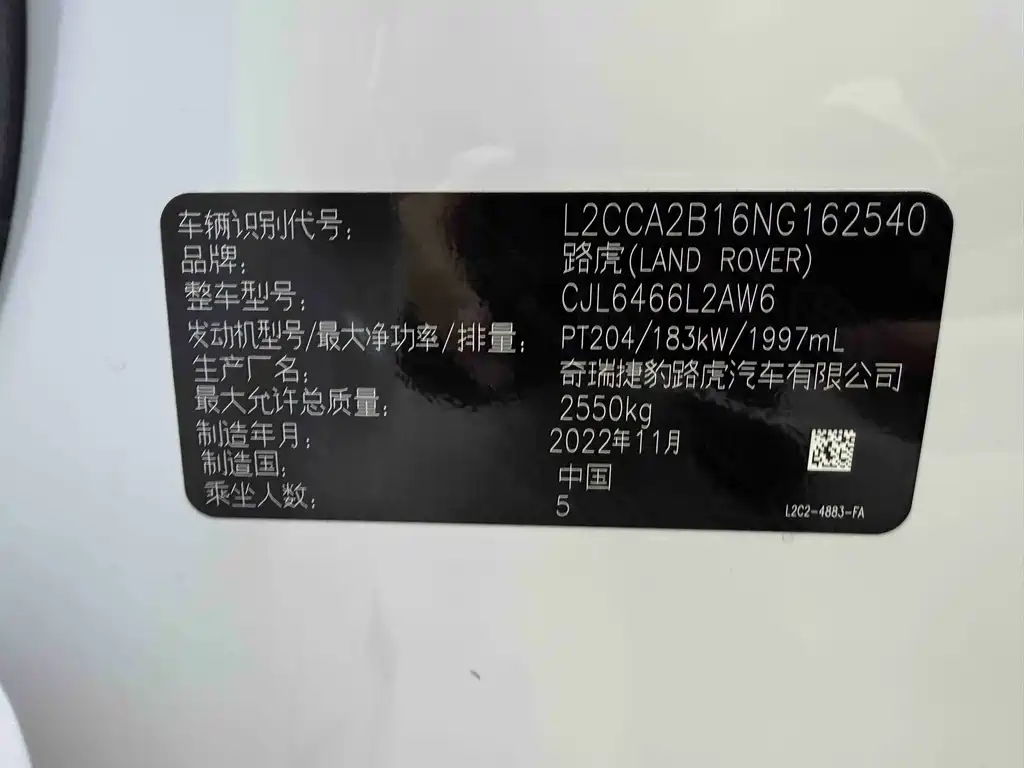 车辆识别代号: L2CCA2B16NG162540
品牌: 路虎(LAND ROVER)
整车型号: CJL6466L2AW6
发动机型号/最大净功率/排量: PT204/183kW/1997mL
生产厂名: 奇瑞捷豹路虎汽车有限公司
最大允许总质量: 2550kg
制造年月: 2022年11月
制造国: 中国
乘坐人数: 5
L2C2-4883-FA